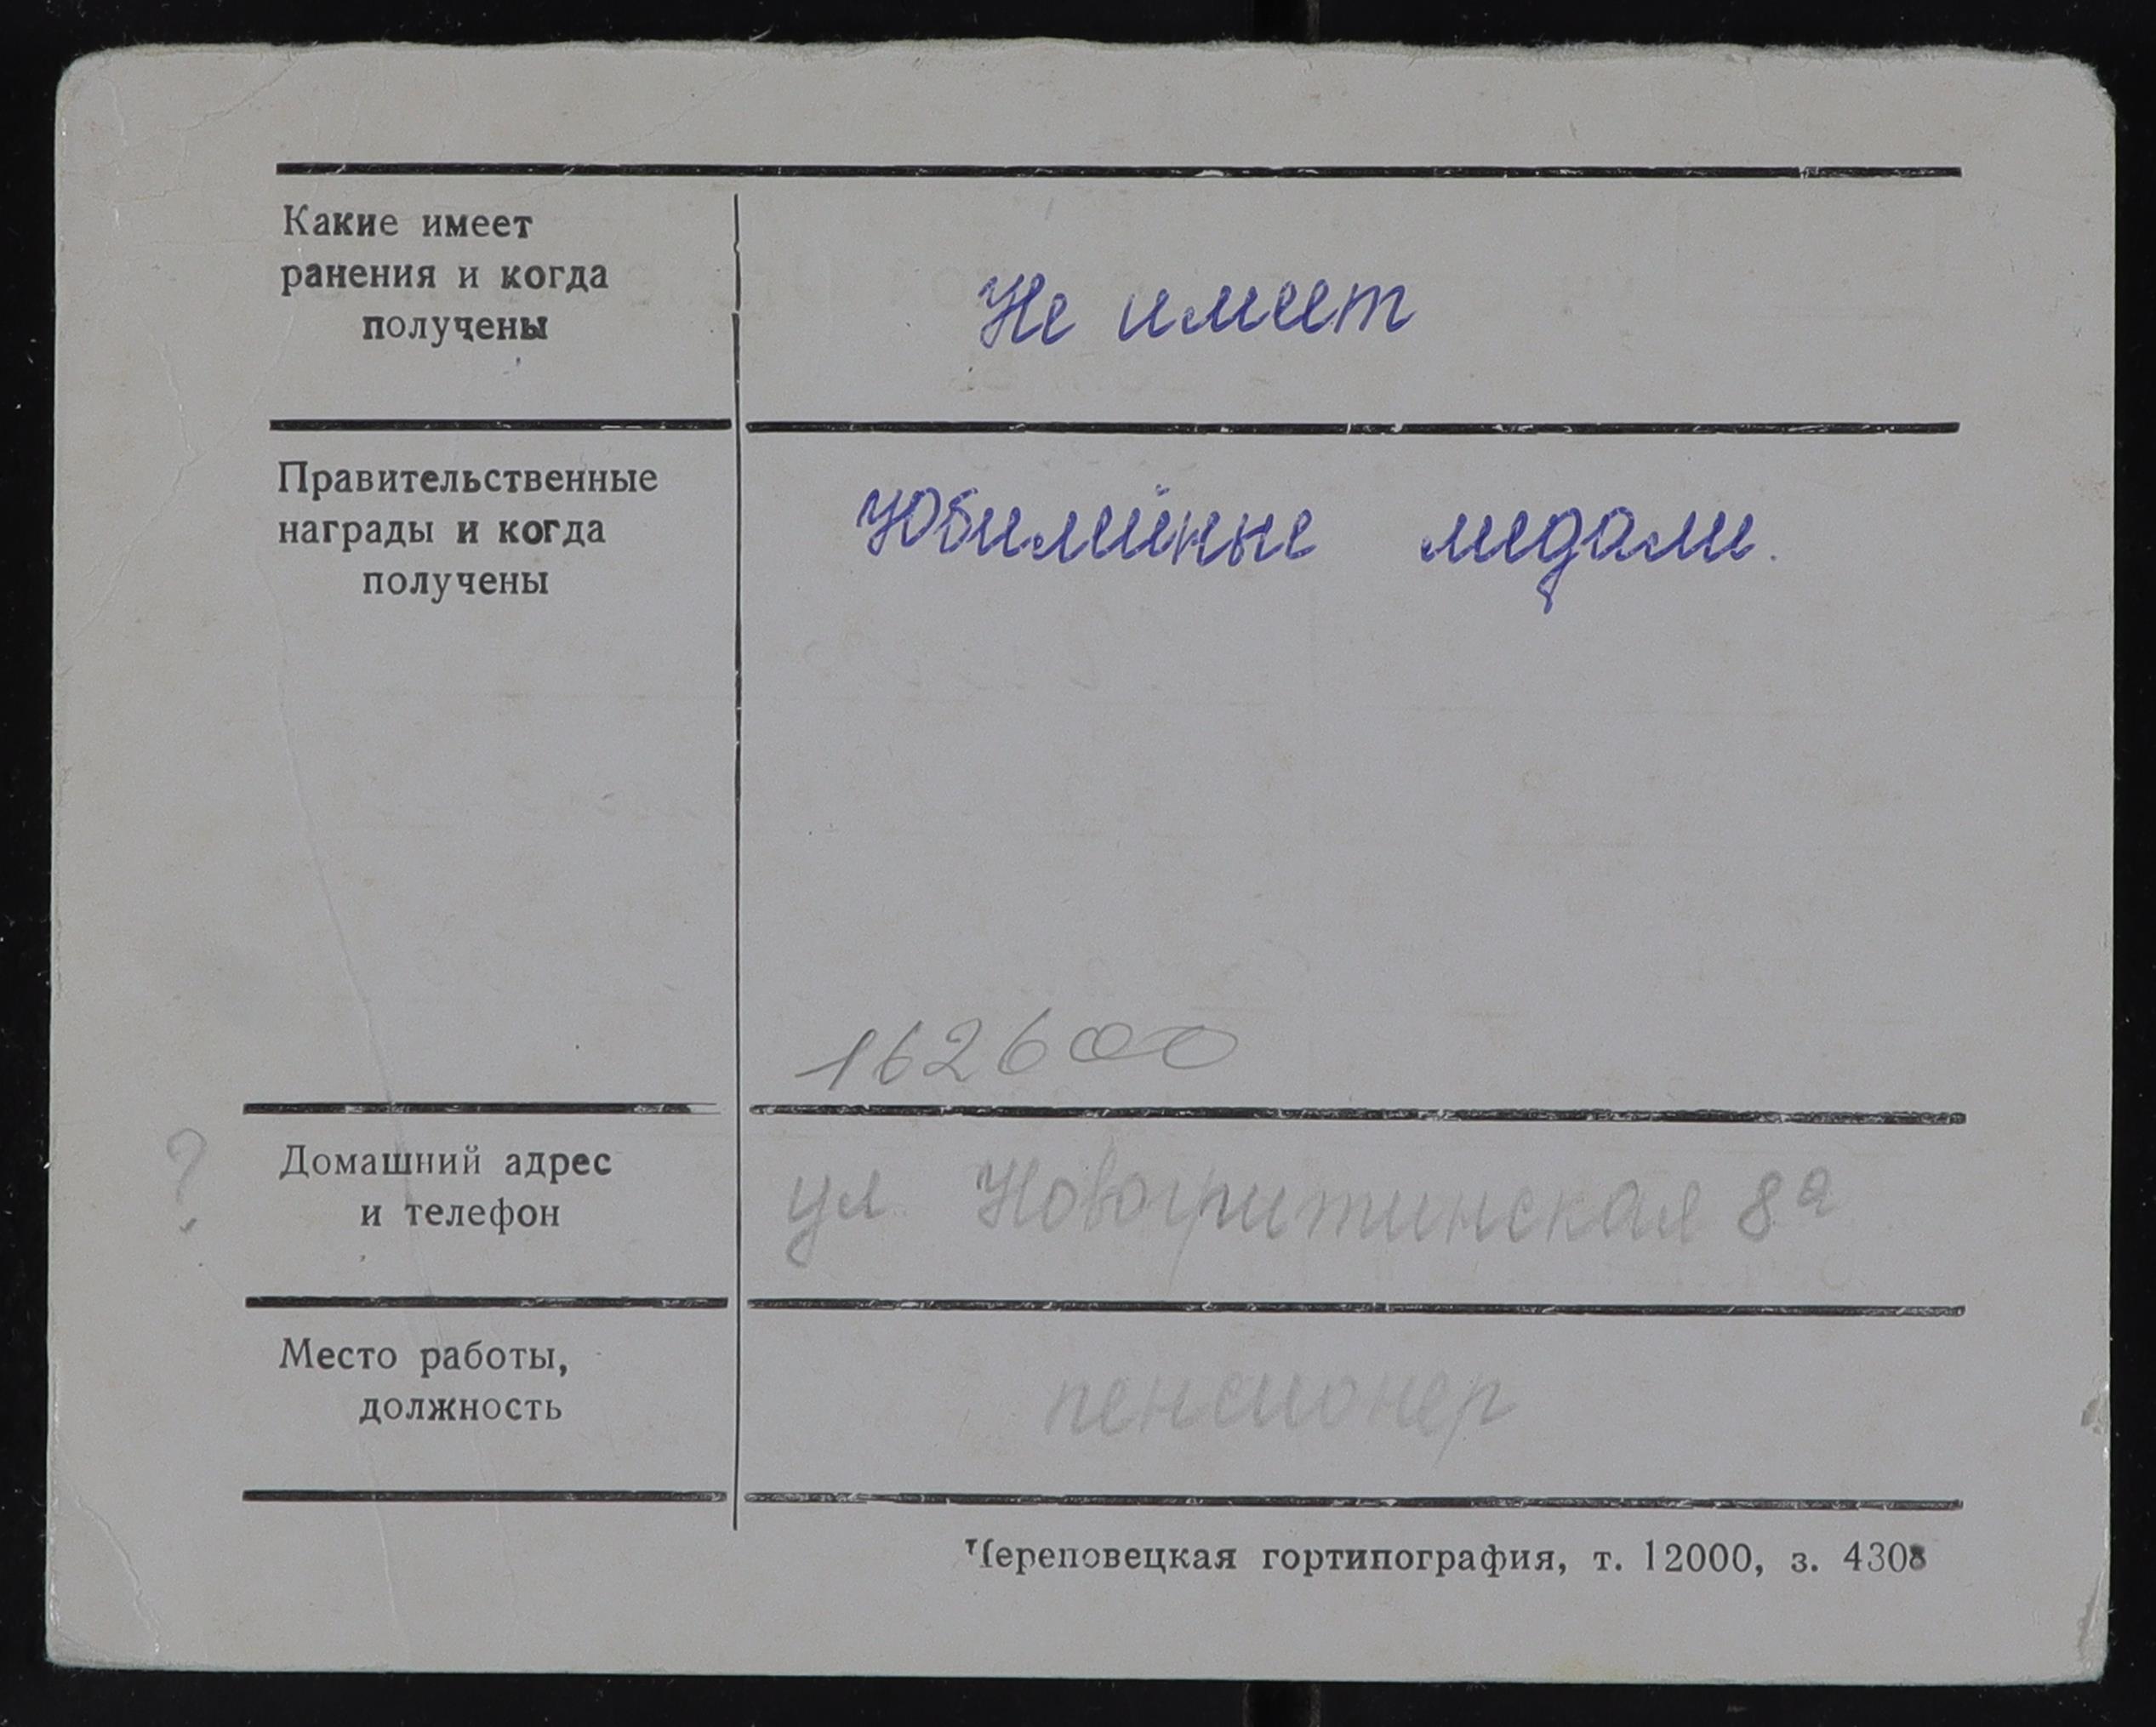 Какие имеет
ранения и когда
получены
Не имеет
Правительственные
награды и когда
получены
Юбилейные медали.
162600
?
Домашний адрес
и телефон
ул. Новогритинская 8а
Место работы,
должность
пенсионер
Череповецкая гортипография, т. 12000, з. 4308